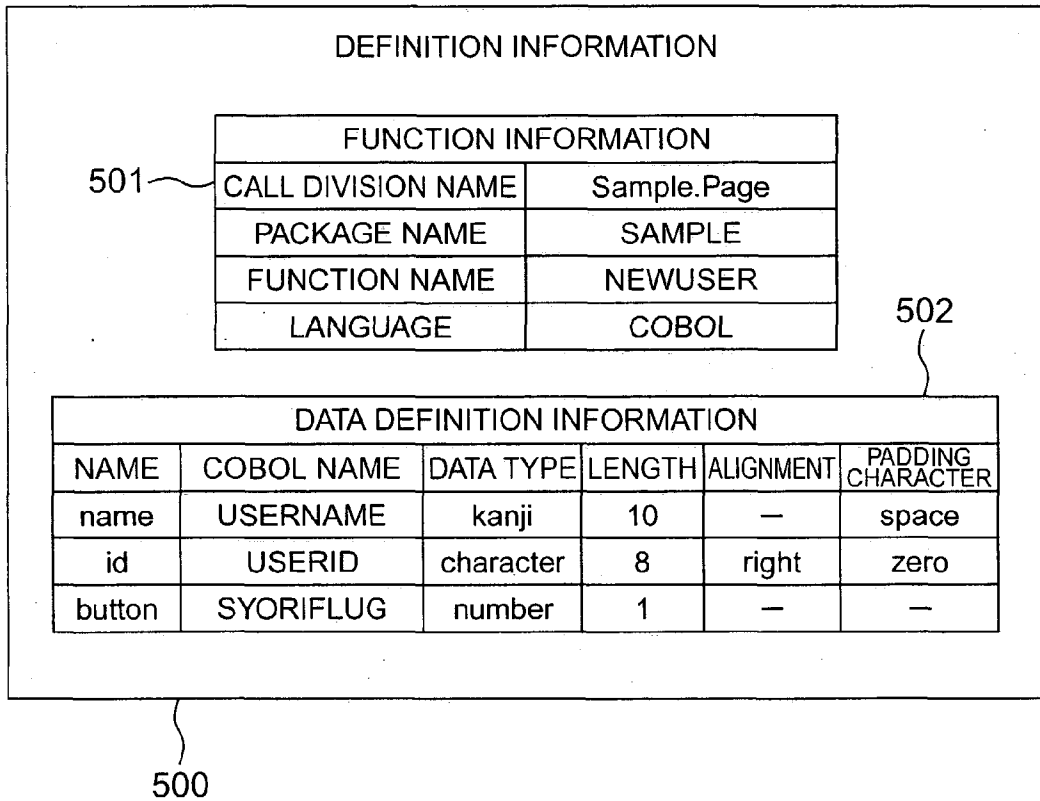 DEFINITION INFORMATION
FUNCTION INFORMATION
501 CALL DIVISION NAME Sample.Page
PACKAGE NAME SAMPLE
FUNCTION NAME NEWUSER
LANGUAGE COBOL
502
DATA DEFINITION INFORMATION
NAME COBOL NAME DATA TYPE LENGTH ALIGNMENT PADDING CHARACTER
name USERNAME kanji 10 — space
id USERID character 8 right zero
button SYORIFLUG number 1 — —
500